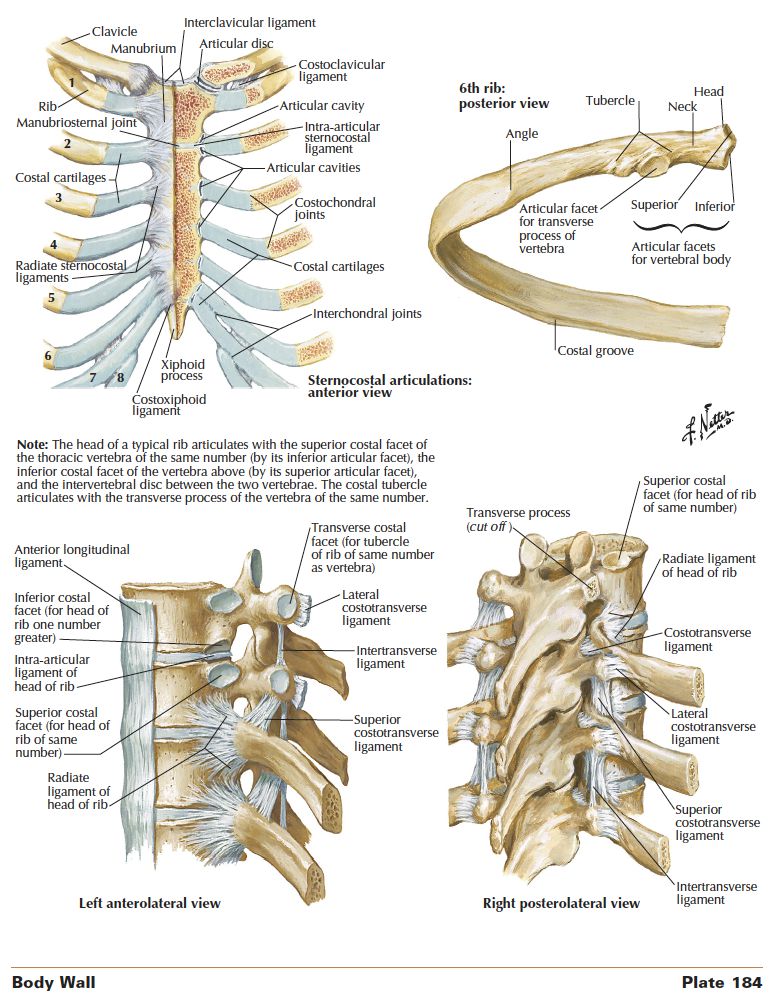 Clavicle
Interclavicular ligament
Manubrium
Articular disc
Costoclavicular
ligament
1
Rib
Articular cavity
Manubriosternal joint
Intra-articular
sternocostal
ligament
2
Articular cavities
Costal cartilages
3
Costochondral
joints
4
Radiate sternocostal
ligaments
Costal cartilages
5
Interchondral joints
6
7
8
Xiphoid
process
Costoxiphoid
ligament
Sternocostal articulations:
anterior view
6th rib:
posterior view
Tubercle
Head
Neck
Angle
Articular facet
for transverse
process of
vertebra
Superior
Inferior
Articular facets
for vertebral body
Costal groove
F. Netter
M.D.
Note: The head of a typical rib articulates with the superior costal facet of
the thoracic vertebra of the same number (by its inferior articular facet), the
inferior costal facet of the vertebra above (by its superior articular facet),
and the intervertebral disc between the two vertebrae. The costal tubercle
articulates with the transverse process of the vertebra of the same number.
Anterior longitudinal
ligament
Inferior costal
facet (for head of
rib one number
greater)
Intra-articular
ligament of
head of rib
Superior costal
facet (for head of
rib of same
number)
Radiate
ligament of
head of rib
Transverse costal
facet (for tubercle
of rib of same number
as vertebra)
Lateral
costotransverse
ligament
Intertransverse
ligament
Superior
costotransverse
ligament
Left anterolateral view
Transverse process
(cut off)
Superior costal
facet (for head of rib
of same number)
Radiate ligament
of head of rib
Costotransverse
ligament
Lateral
costotransverse
ligament
Superior
costotransverse
ligament
Intertransverse
ligament
Right posterolateral view
Body Wall
Plate 184